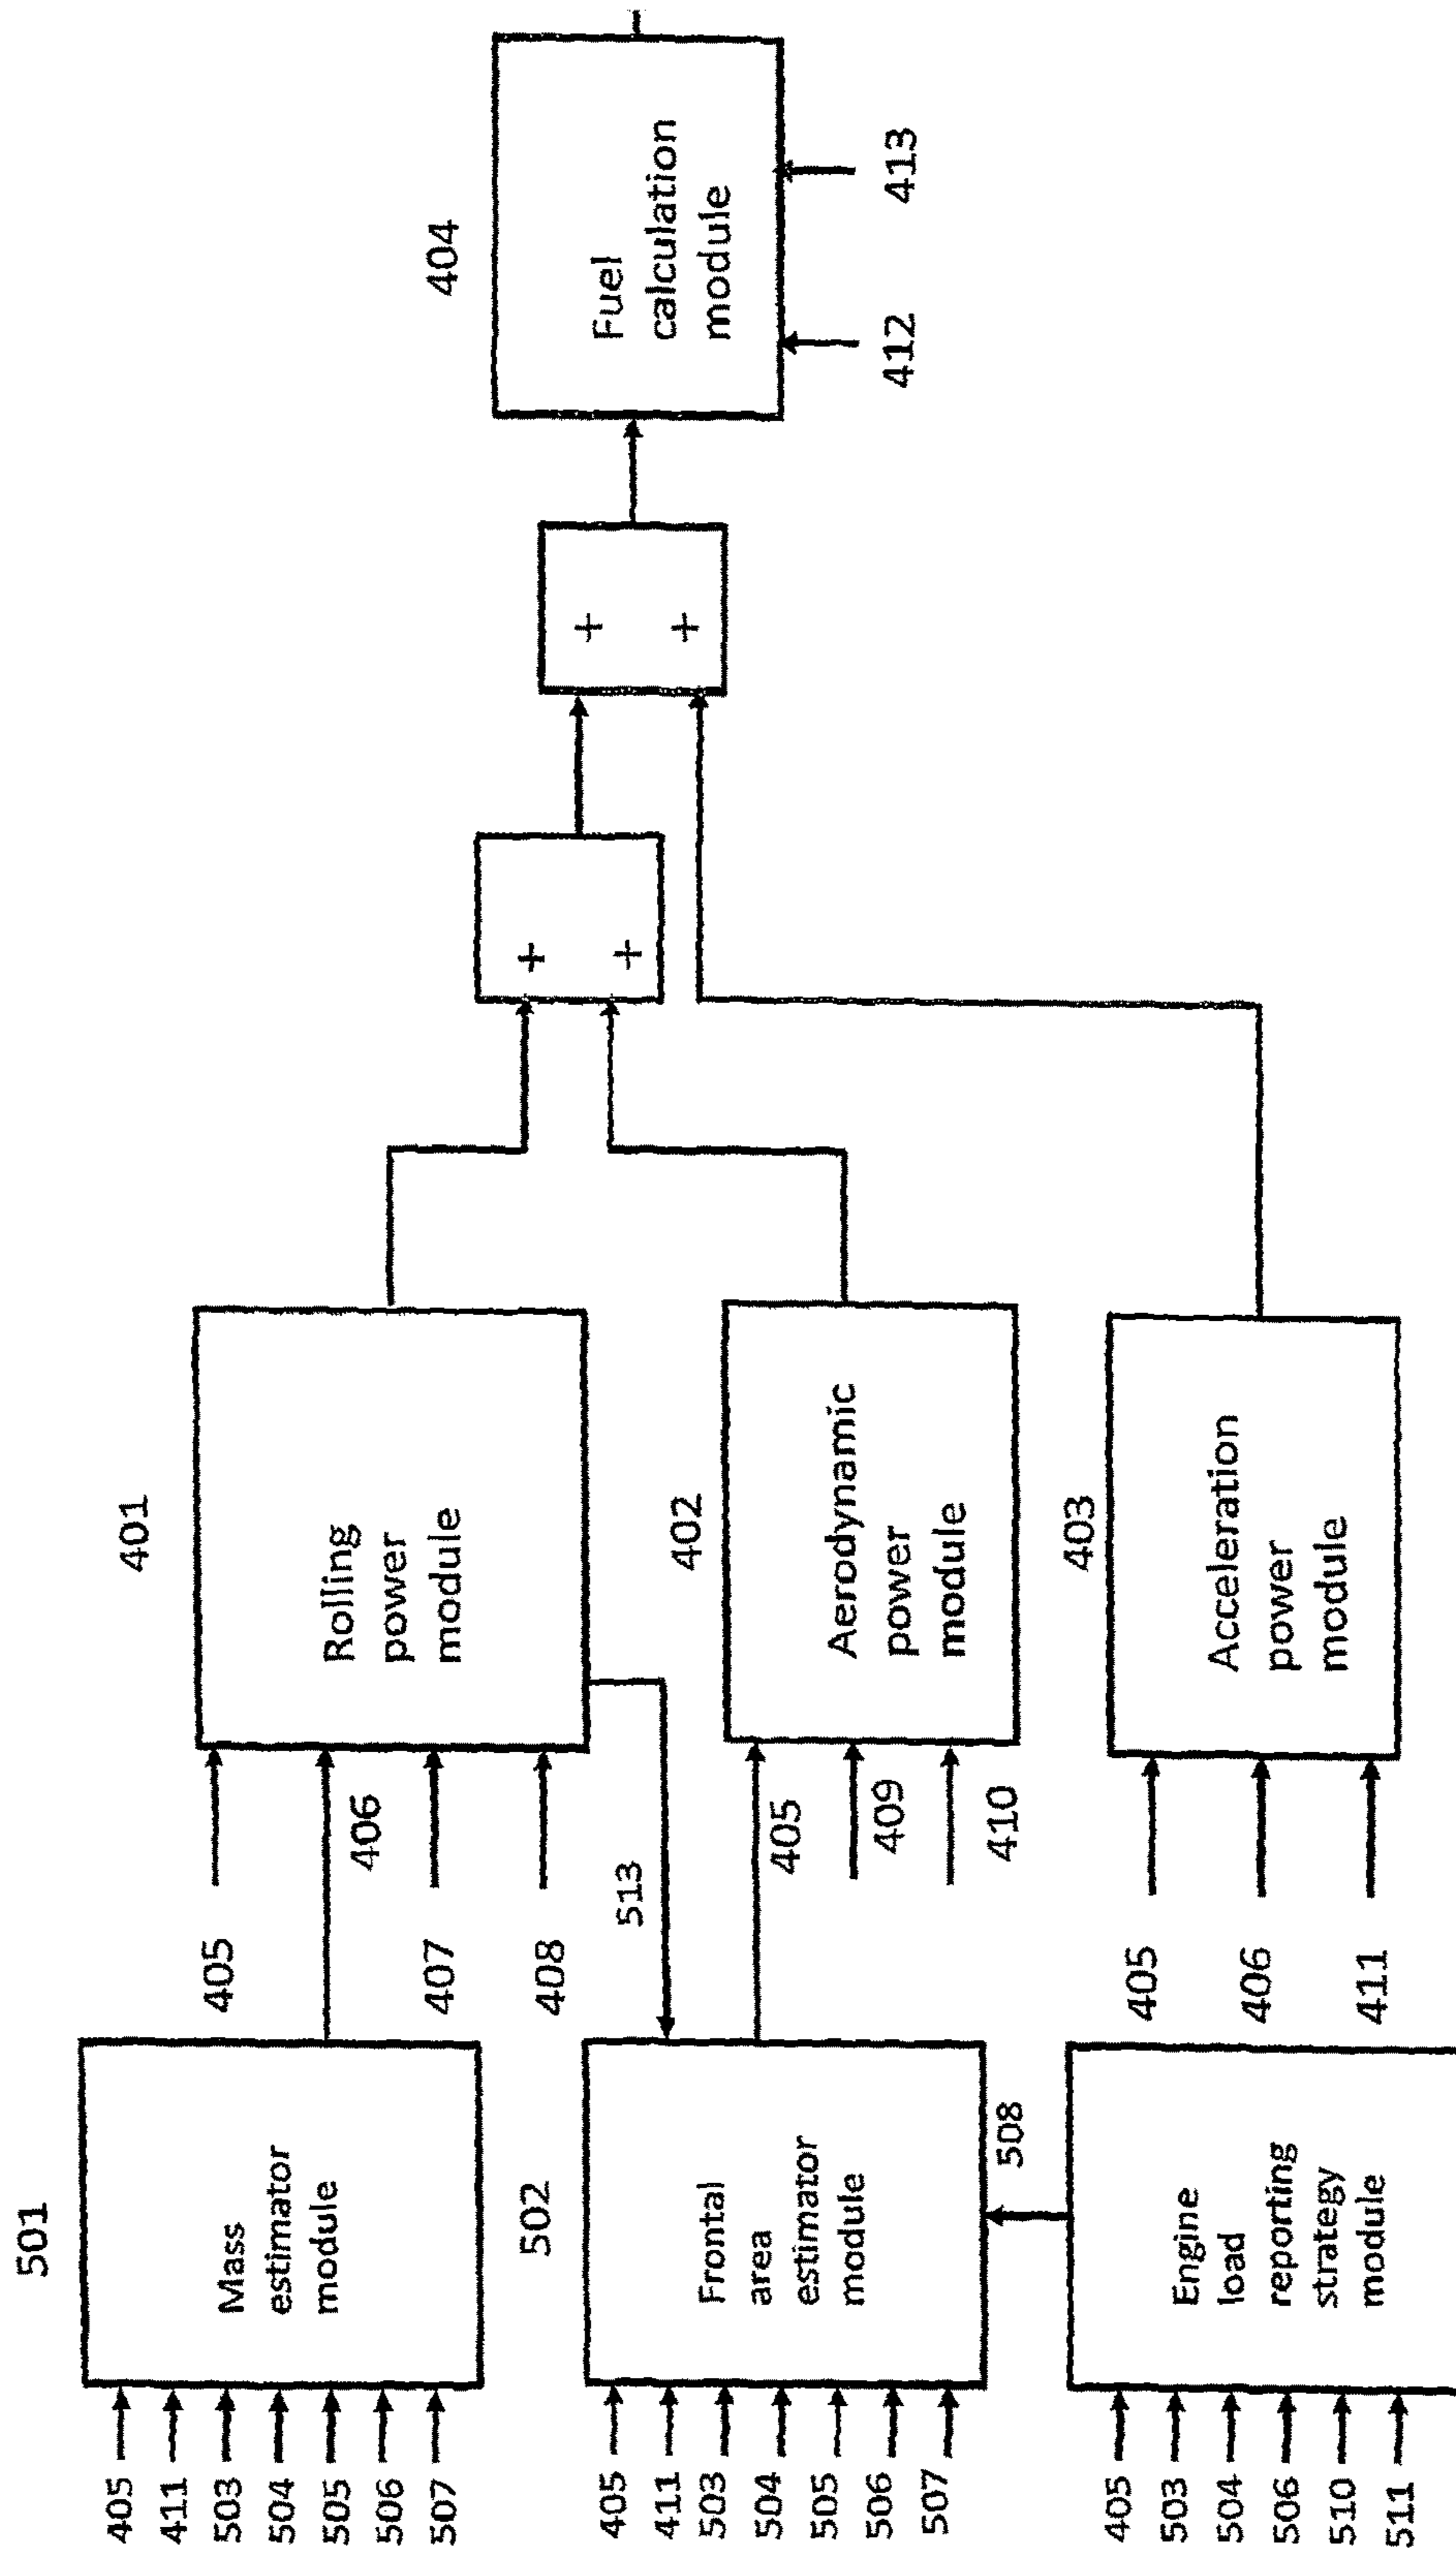 501
Mass
estimator
module
405
411
503
504
505
506
507
401
Rolling
power
module
405
406
407
408
513
502
Frontal
area
estimator
module
405
411
503
504
505
506
507
508
402
Aerodynamic
power
module
405
409
410
Engine
load
reporting
strategy
module
405
503
504
506
510
511
403
Acceleration
power
module
405
406
411
+
+
+
+
404
Fuel
calculation
module
412
413